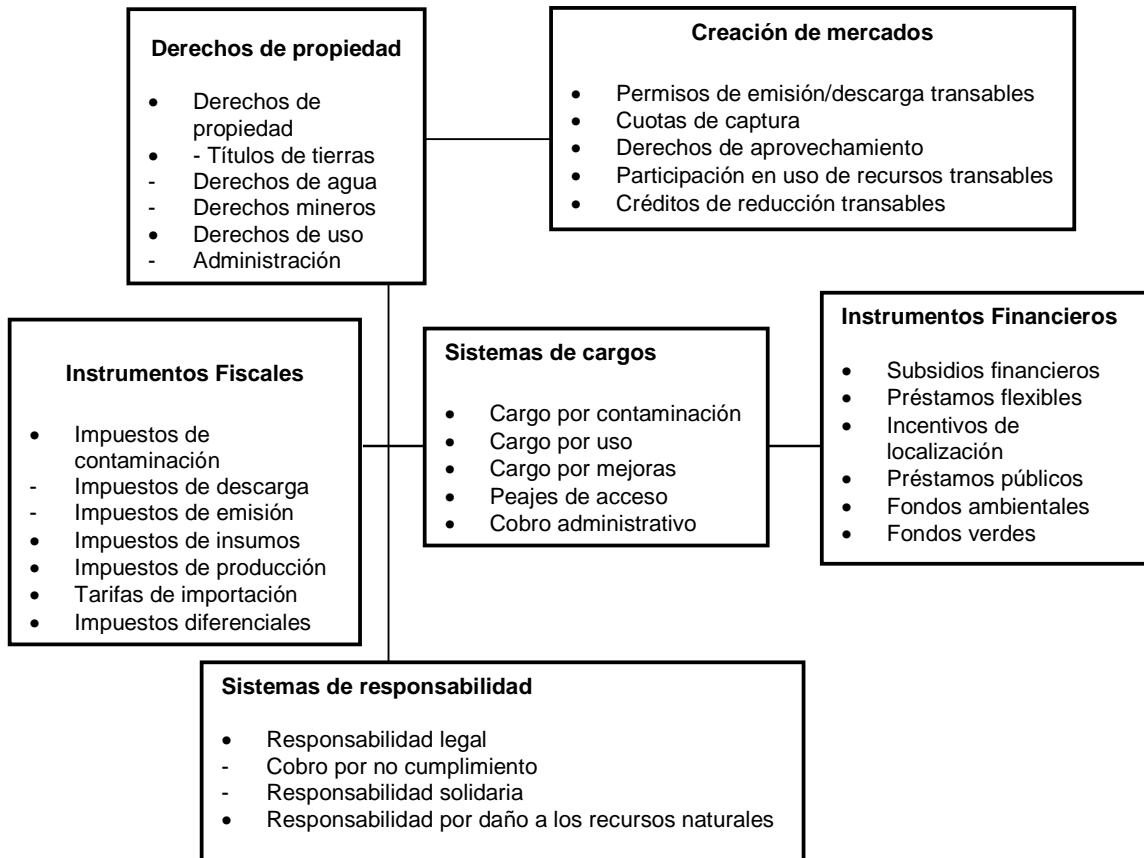 Derechos de propiedad
• Derechos de
propiedad
• - Títulos de tierras
- Derechos de agua
- Derechos mineros
• Derechos de uso
- Administración
Creación de mercados
• Permisos de emisión/descarga transables
• Cuotas de captura
• Derechos de aprovechamiento
• Participación en uso de recursos transables
• Créditos de reducción transables
Instrumentos Fiscales
• Impuestos de
contaminación
- Impuestos de descarga
- Impuestos de emisión
• Impuestos de insumos
• Impuestos de producción
• Tarifas de importación
• Impuestos diferenciales
Sistemas de cargos
• Cargo por contaminación
• Cargo por uso
• Cargo por mejoras
• Peajes de acceso
• Cobro administrativo
Instrumentos Financieros
• Subsidios financieros
• Préstamos flexibles
• Incentivos de
localización
• Préstamos públicos
• Fondos ambientales
• Fondos verdes
Sistemas de responsabilidad
• Responsabilidad legal
- Cobro por no cumplimiento
- Responsabilidad solidaria
• Responsabilidad por daño a los recursos naturales